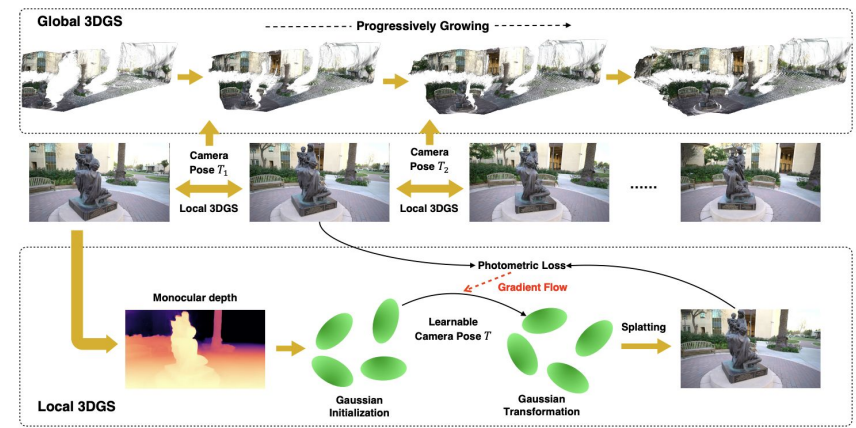 Global 3DGS
Progressively Growing
Camera
Pose T₁
Local 3DGS
Camera
Pose T₂
Local 3DGS
......
Photometric Loss
Gradient Flow
Monocular depth
Learnable
Camera Pose T
Splatting
Gaussian
Initialization
Gaussian
Transformation
Local 3DGS